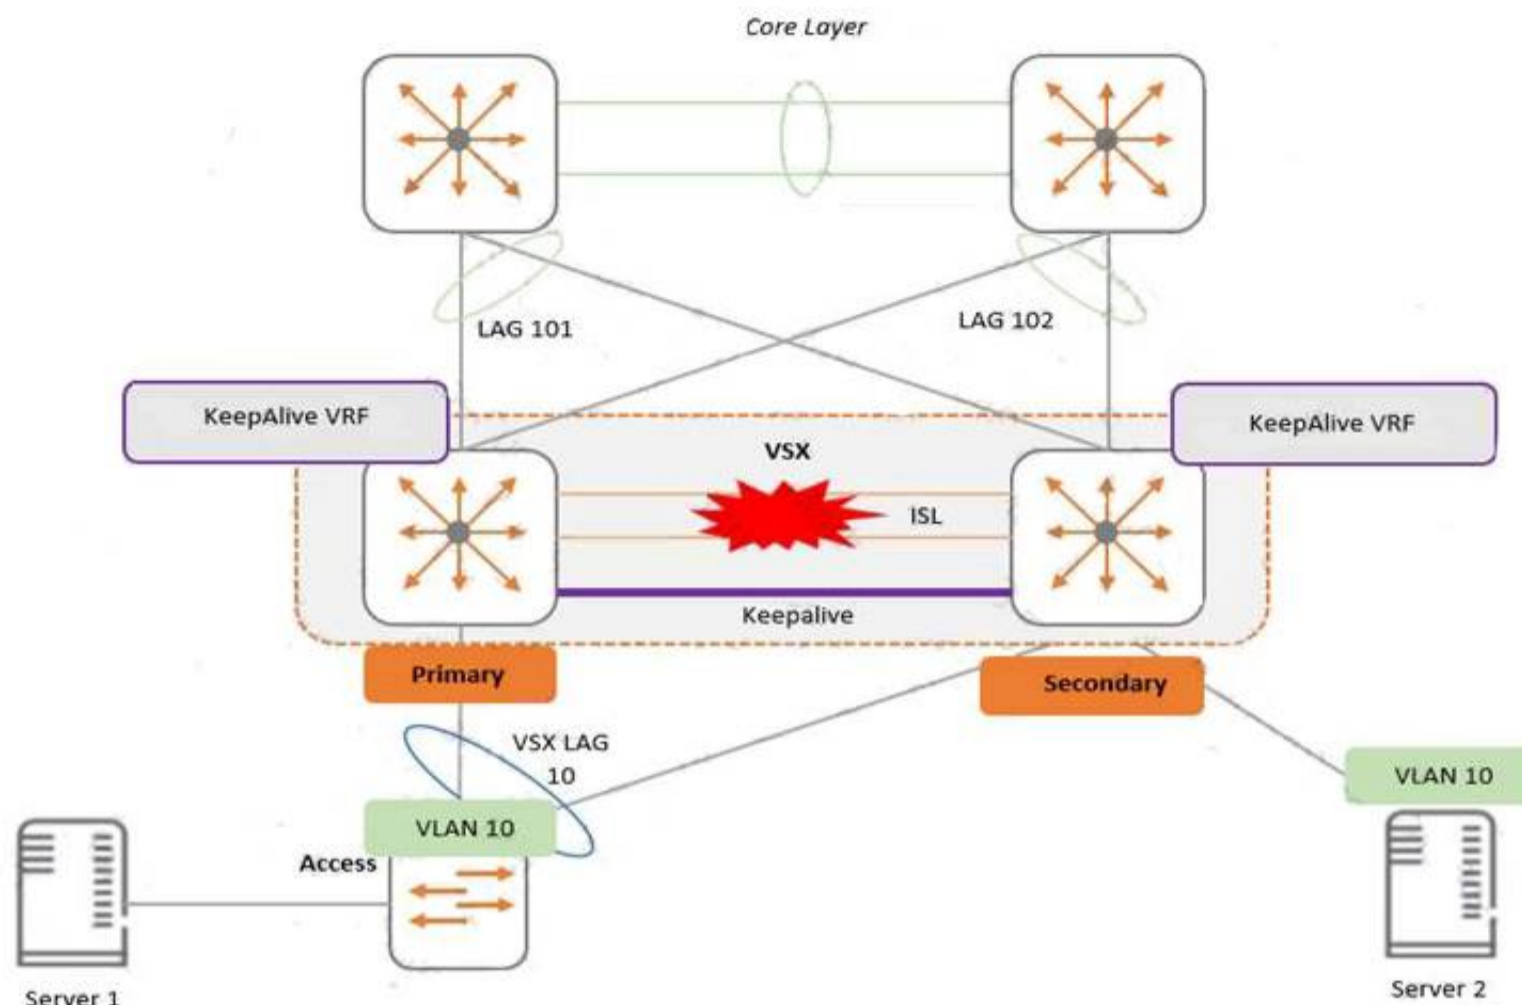 Core Layer
LAG 101
LAG 102
KeepAlive VRF
KeepAlive VRF
VSX
ISL
Keepalive
Primary
Secondary
VSX LAG
10
VLAN 10
VLAN 10
Access
Server 1
Server 2